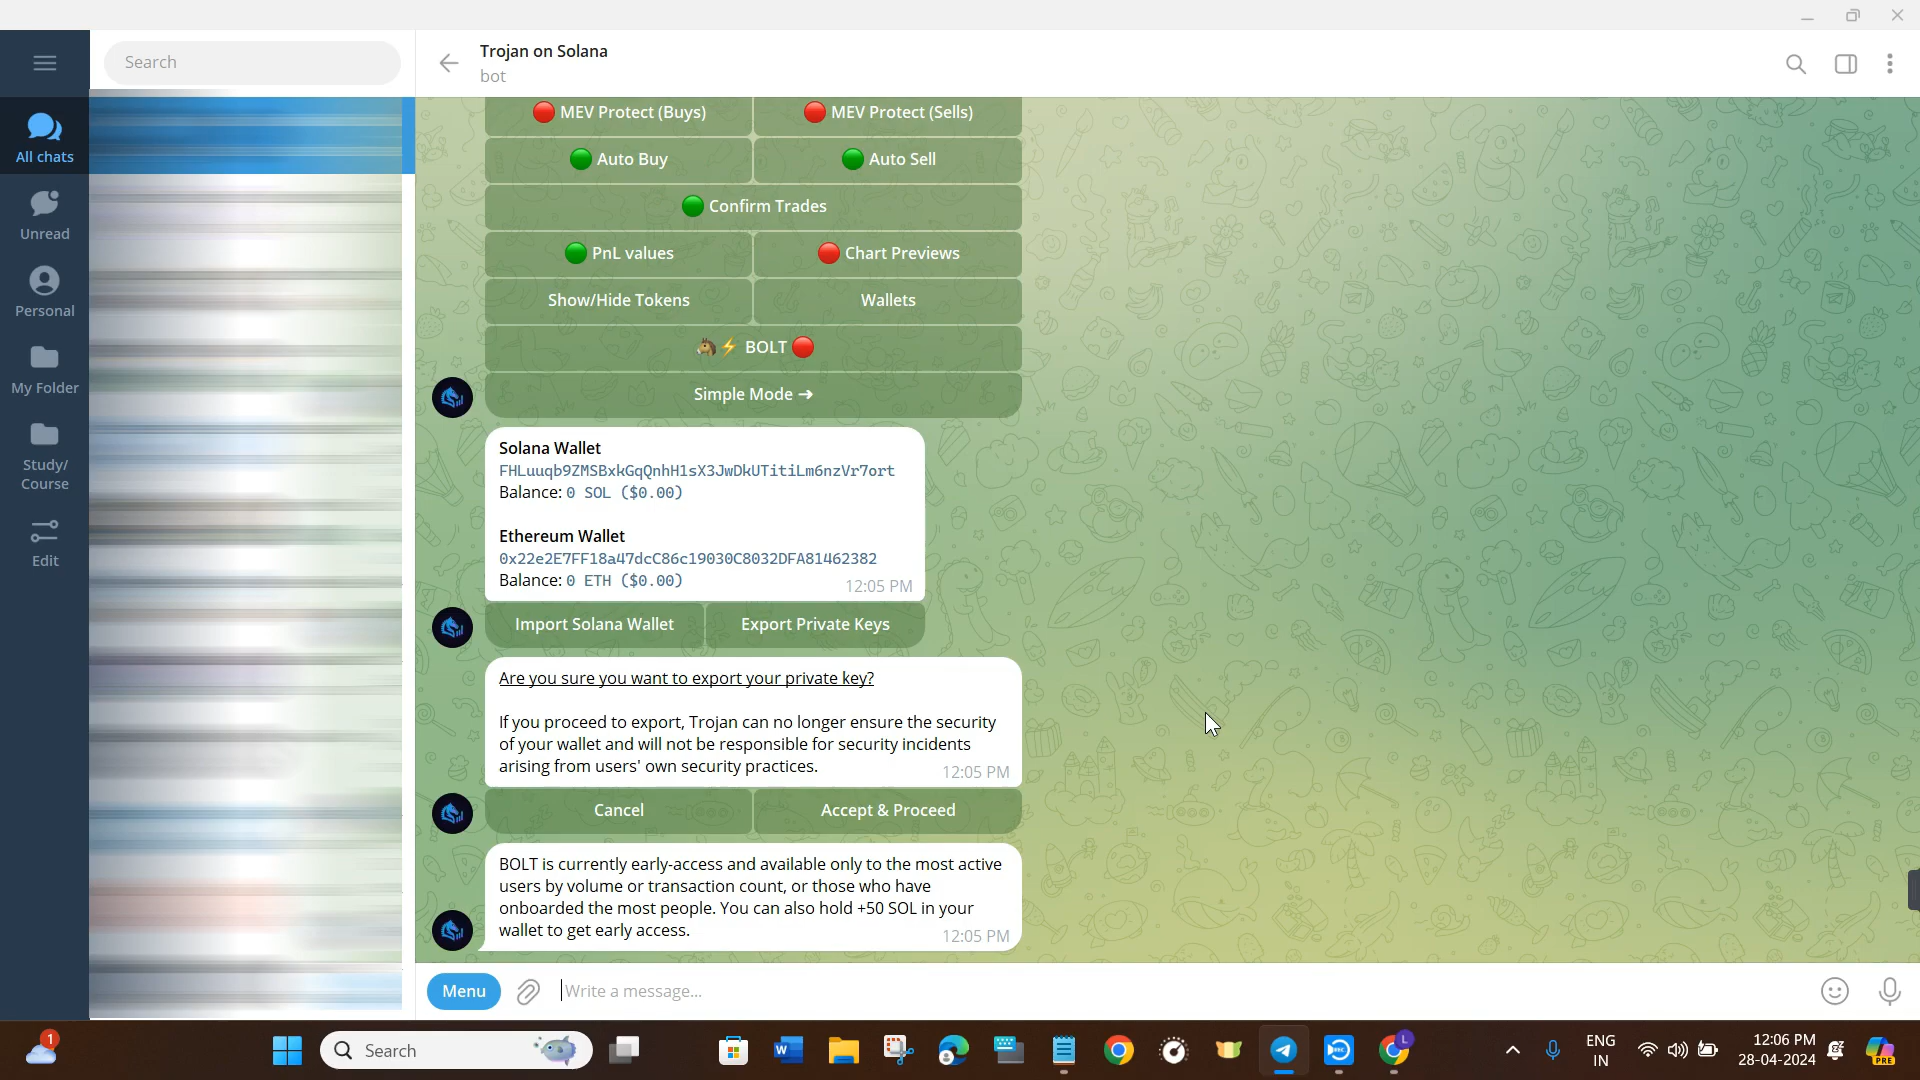 Search
Trojan on Solana
bot
All chats
Unread
Personal
My Folder
Study/
Course
Edit
MEV Protect (Buys)
MEV Protect (Sells)
Auto Buy
Auto Sell
Confirm Trades
PnL values
Chart Previews
Show/Hide Tokens
Wallets
BOLT
Simple Mode ➔
Solana Wallet
FHLuuqb9ZMSBxkGqQnhH1sX3JwDkUTitiLm6nzVr7ort
Balance: 0 SOL ($0.00)
Ethereum Wallet
0x22e2E7FF18a47dcC86c19030C8032DFA81462382
Balance: 0 ETH ($0.00)
12:05 PM
Import Solana Wallet
Export Private Keys
Are you sure you want to export your private key?
If you proceed to export, Trojan can no longer ensure the security
of your wallet and will not be responsible for security incidents
arising from users' own security practices.
12:05 PM
Cancel
Accept & Proceed
BOLT is currently early-access and available only to the most active
users by volume or transaction count, or those who have
onboarded the most people. You can also hold +50 SOL in your
wallet to get early access.
12:05 PM
Menu
Write a message...
1
Search
W
L
ENG
IN
12:06 PM
28-04-2024
PRE